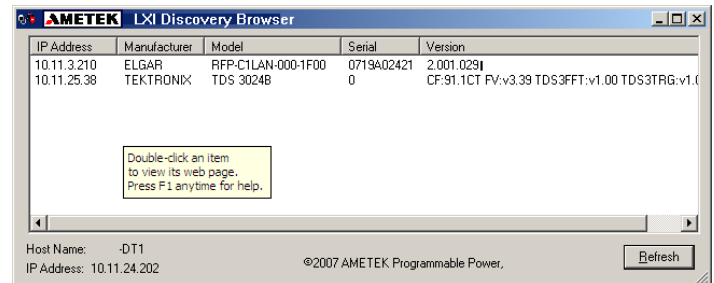 AMETEK LXI Discovery Browser
IP Address Manufacturer Model Serial Version
10.11.3.210 ELGAR RFP-C1LAN-000-1F00 0719A02421 2.001.029
10.11.25.38 TEKTRONIX TDS 3024B 0 CF:91.1CT FV:v3.39 TDS3FFT:v1.00 TDS3TRG:v1.0
Double-click an item
to view its web page.
Press F1 anytime for help.
Host Name: -DT1
IP Address: 10.11.24.202
©2007 AMETEK Programmable Power,
Refresh